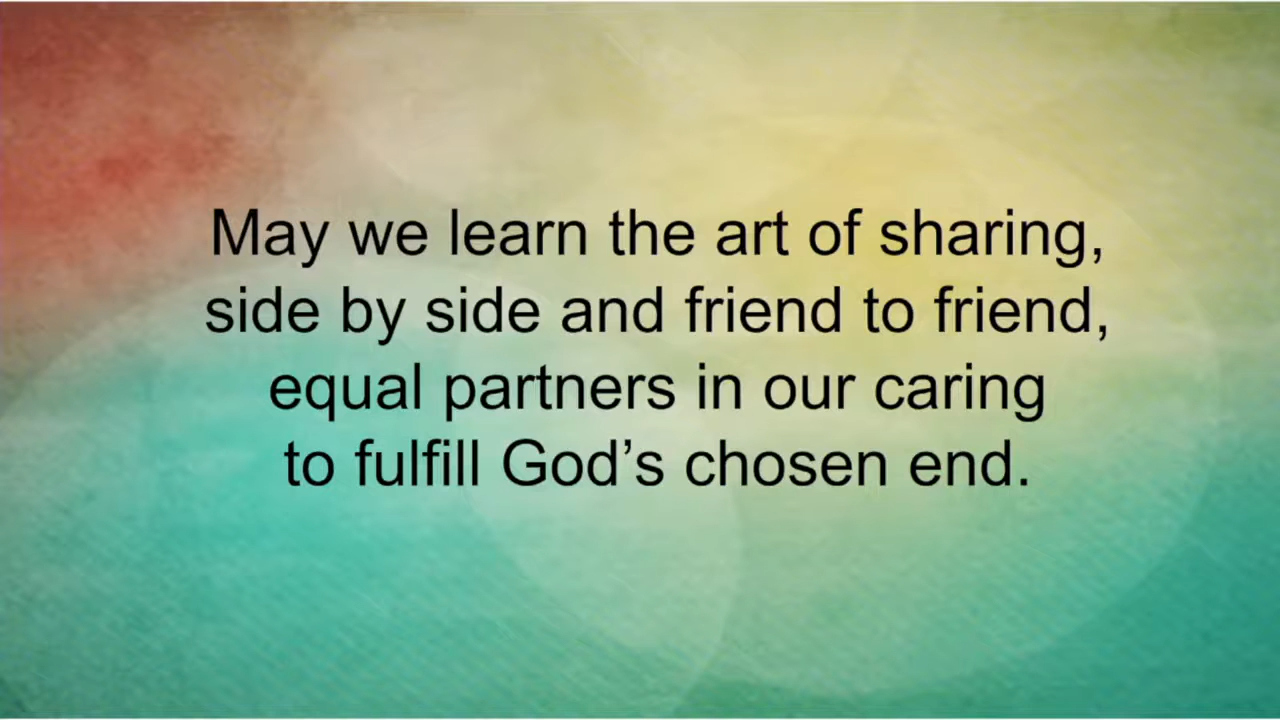 May we learn the art of sharing,
side by side and friend to friend,
equal partners in our caring
to fulfill God’s chosen end.